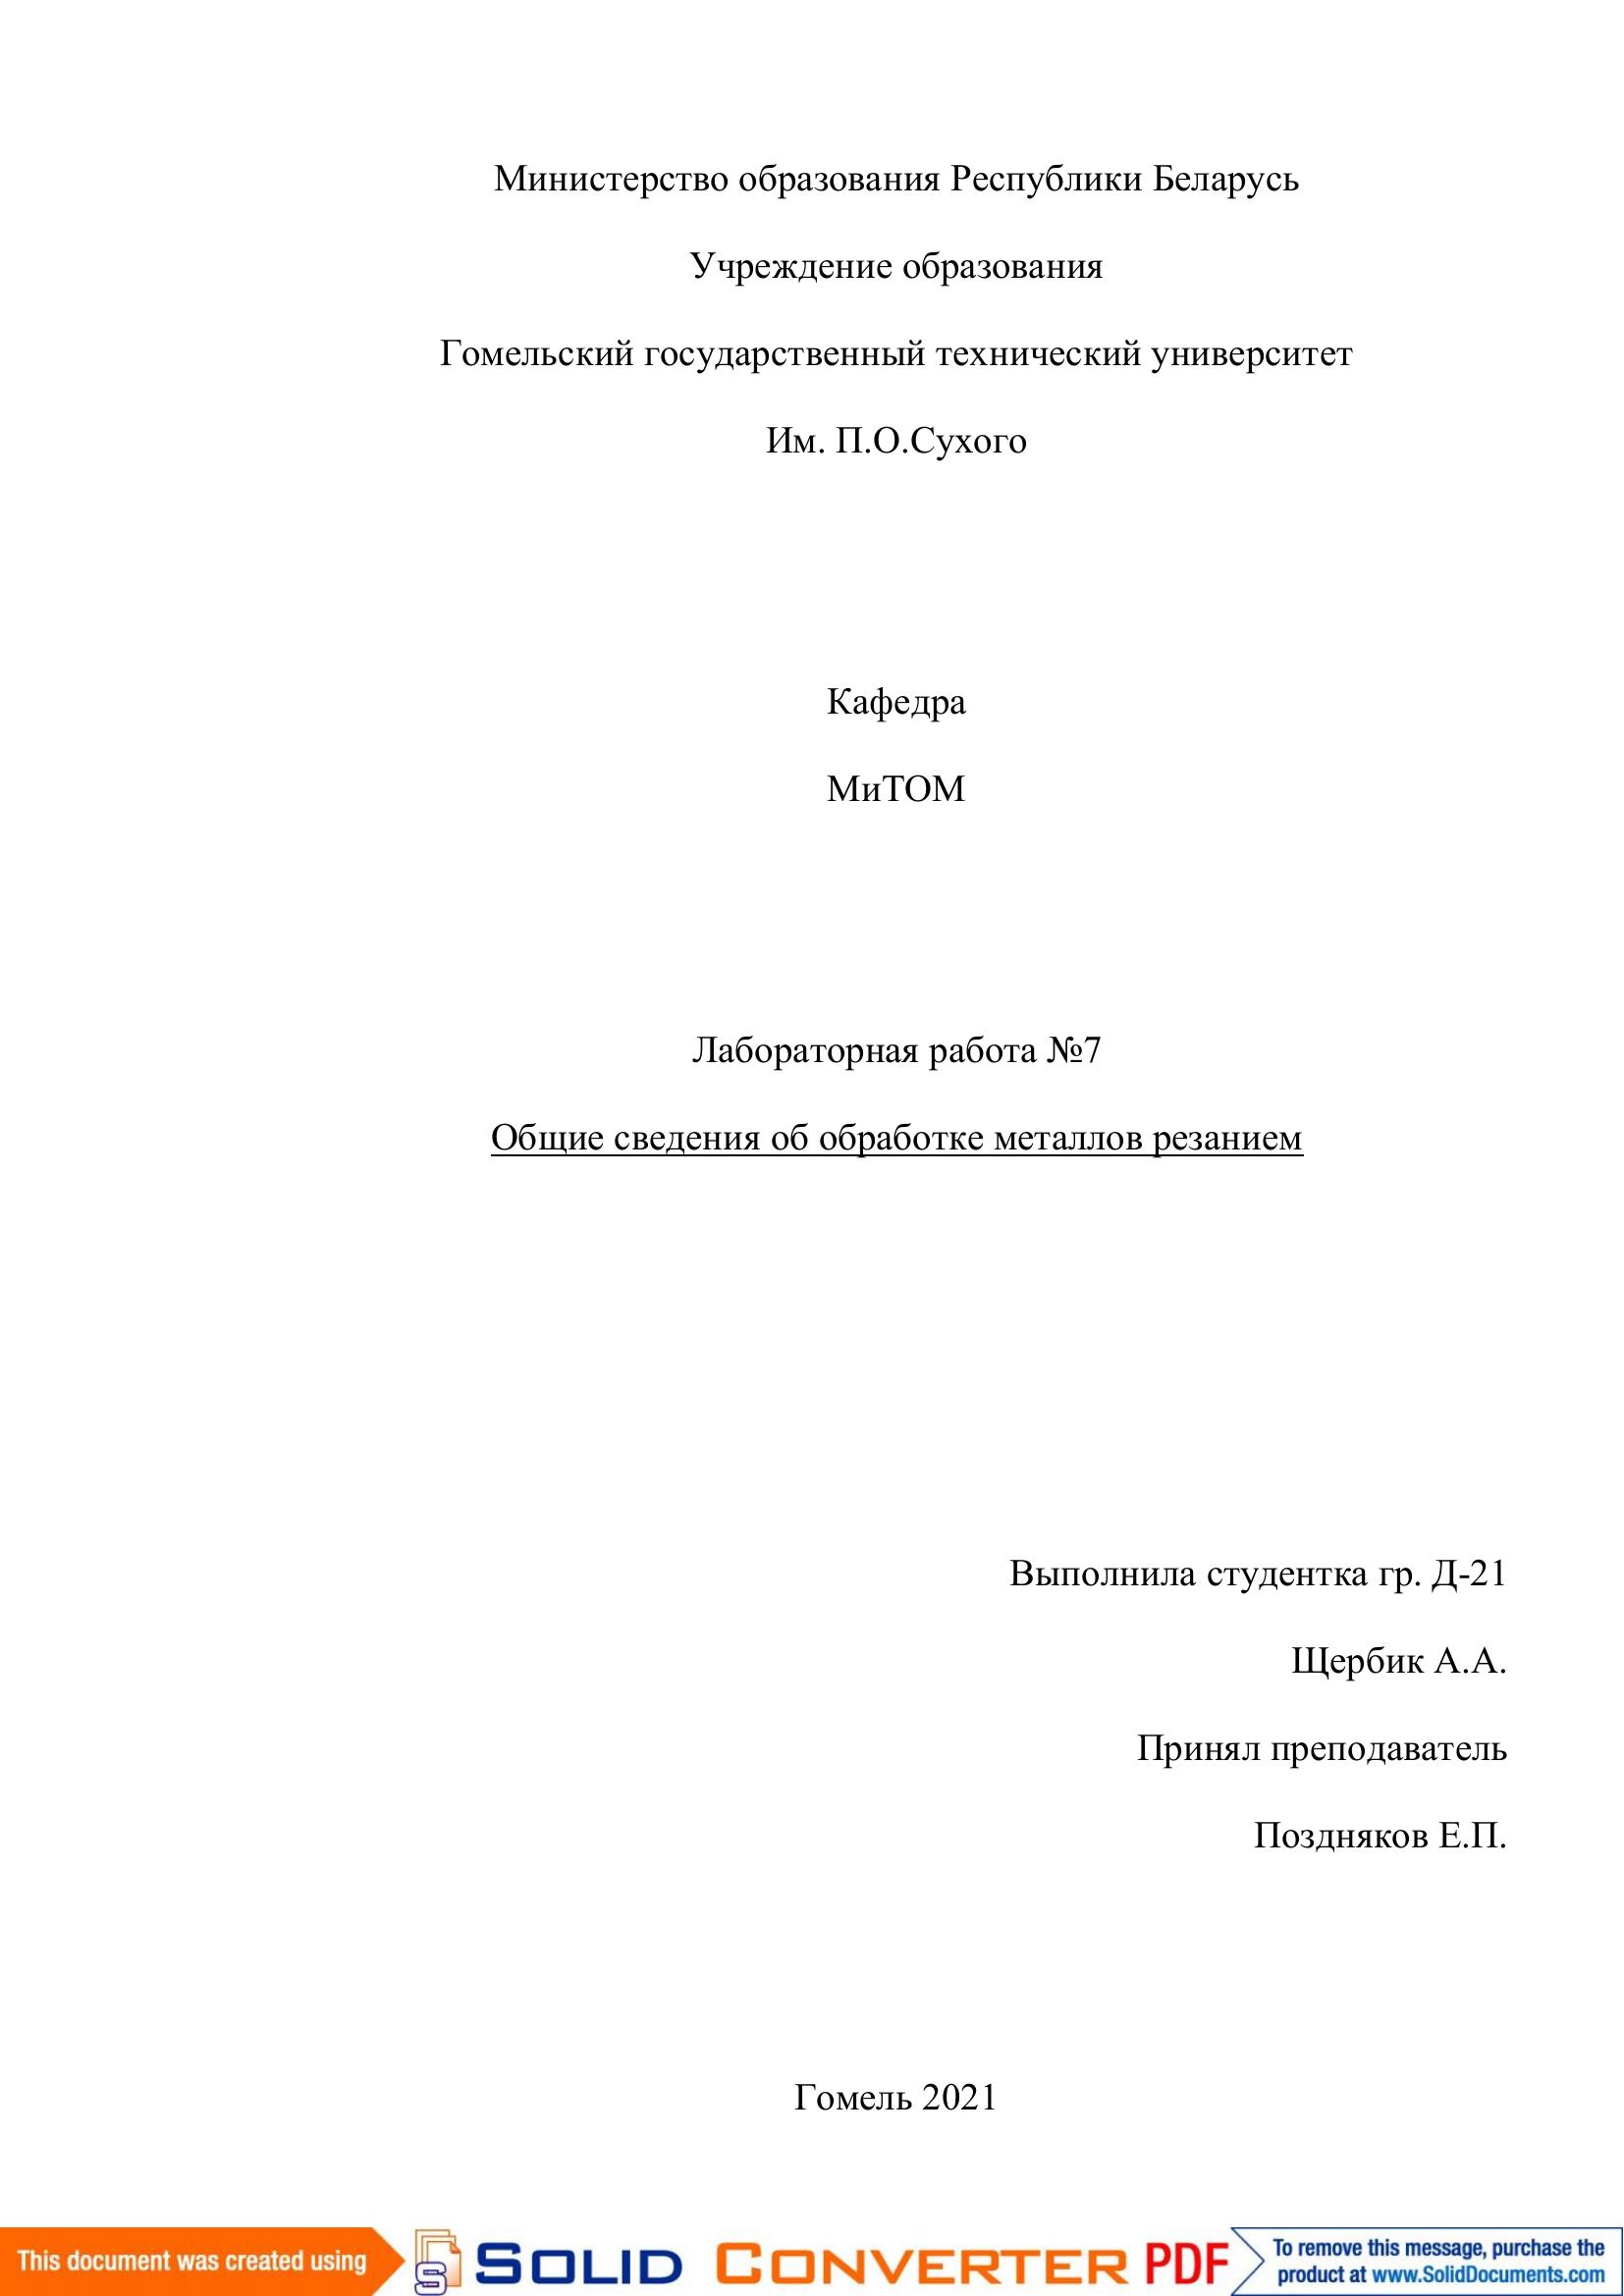 Министерство образования Республики Беларусь
Учреждение образования
Гомельский государственный технический университет
Им. П.О.Сухого
Кафедра
МиТОМ
Лабораторная работа №7
Общие сведения об обработке металлов резанием
Выполнила студентка гр. Д-21
Щербик А.А.
Принял преподаватель
Поздняков Е.П.
Гомель 2021
This document was created using
S SOLID CONVERTER PDF
To remove this message, purchase the
product at www.SolidDocuments.com